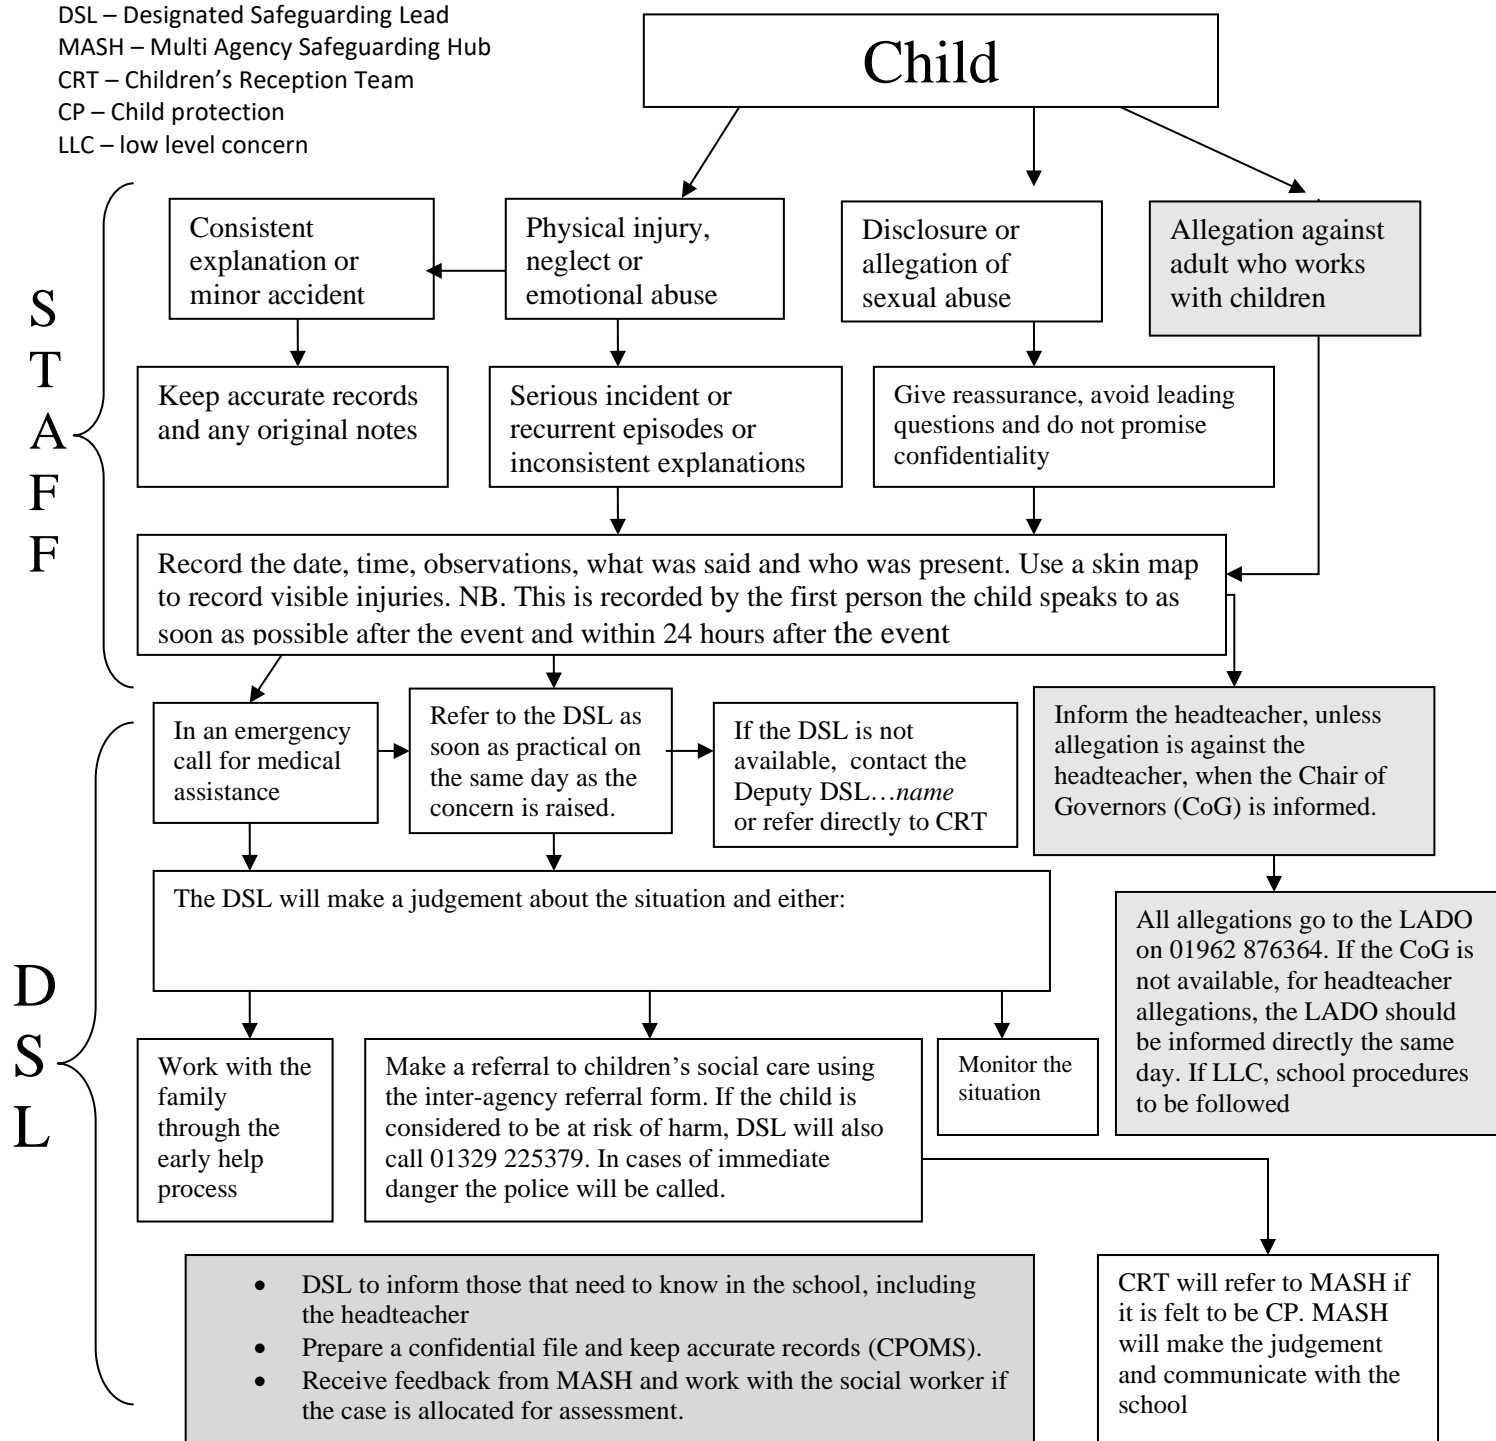 DSL – Designated Safeguarding Lead
MASH – Multi Agency Safeguarding Hub
CRT – Children's Reception Team
CP – Child protection
LLC – low level concern
Child
S
T
A
F
F
Consistent
explanation or
minor accident
Physical injury,
neglect or
emotional abuse
Disclosure or
allegation of
sexual abuse
Allegation against
adult who works
with children
Keep accurate records
and any original notes
Serious incident or
recurrent episodes or
inconsistent explanations
Give reassurance, avoid leading
questions and do not promise
confidentiality
Record the date, time, observations, what was said and who was present. Use a skin map
to record visible injuries. NB. This is recorded by the first person the child speaks to as
soon as possible after the event and within 24 hours after the event
D
S
L
In an emergency
call for medical
assistance
Refer to the DSL as
soon as practical on
the same day as the
concern is raised.
If the DSL is not
available,  contact the
Deputy DSL…name
or refer directly to CRT
Inform the headteacher, unless
allegation is against the
headteacher, when the Chair of
Governors (CoG) is informed.
The DSL will make a judgement about the situation and either:
All allegations go to the LADO
on 01962 876364. If the CoG is
not available, for headteacher
allegations, the LADO should
be informed directly the same
day. If LLC, school procedures
to be followed
Work with the
family
through the
early help
process
Make a referral to children's social care using
the inter-agency referral form. If the child is
considered to be at risk of harm, DSL will also
call 01329 225379. In cases of immediate
danger the police will be called.
Monitor the
situation
• DSL to inform those that need to know in the school, including
the headteacher
• Prepare a confidential file and keep accurate records (CPOMS).
• Receive feedback from MASH and work with the social worker if
the case is allocated for assessment.
CRT will refer to MASH if
it is felt to be CP. MASH
will make the judgement
and communicate with the
school